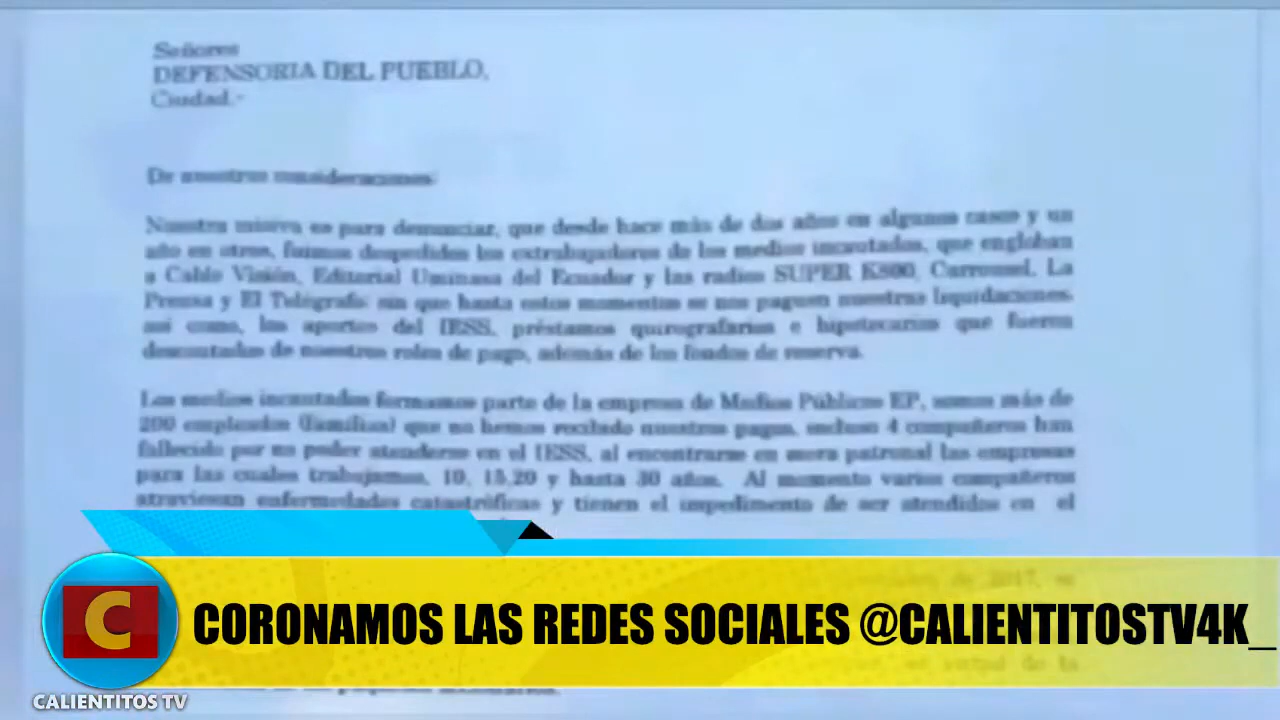 Señores
DEFENSORIA DEL PUEBLO,
Ciudad.-
De nuestras consideraciones:
Nuestra misiva es para denunciar, que desde hace más de dos años en algunos casos y un
año en otros, fuimos despedidos los extrabajadores de los medios incautados, que engloban
a Cable Visión, Editorial Uminasa del Ecuador y las radios SUPER K800, Carrousel, La
Prensa y El Telégrafo; sin que hasta estos momentos se nos paguen nuestras liquidaciones,
así como, los aportes del IESS, préstamos quirografarios e hipotecarios que fueron
descontados de nuestros roles de pago, además de los fondos de reserva.
Los medios incautados formamos parte de la empresa de Medios Públicos EP, somos más de
200 empleados (familias) que no hemos recibido nuestros pagos, incluso 4 compañeros han
fallecido por no poder atenderse en el IESS, al encontrarse en mora patronal las empresas
para las cuales trabajamos, 10, 15,20 y hasta 30 años. Al momento varios compañeros
atraviesan enfermedades catastróficas y tienen el impedimento de ser atendidos en el
de 2017, se
CORONAMOS LAS REDES SOCIALES @CALIENTITOSTV4K_
de la
C
CALIENTITOS TV